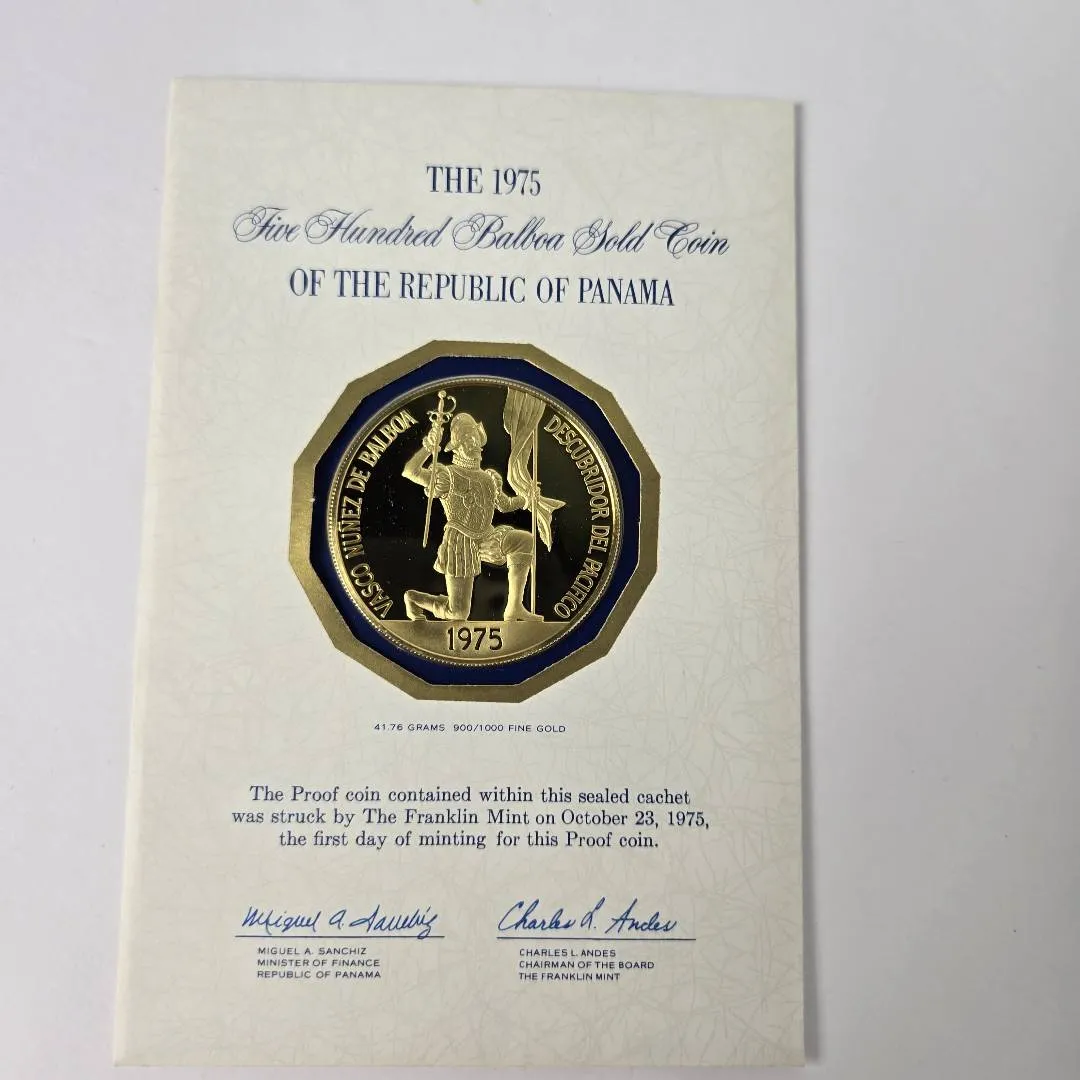 THE 1975
Five Hundred Balboa Gold Coin
OF THE REPUBLIC OF PANAMA
VASCO NUÑEZ DE BALBOA
DESCUBRIDOR DEL PACIFICO
1975
41.76 GRAMS 900/1000 FINE GOLD
The Proof coin contained within this sealed cachet
was struck by The Franklin Mint on October 23, 1975,
the first day of minting for this Proof coin.
Miguel A. Sanchiz
Charles L. Andes
MIGUEL A. SANCHIZ
MINISTER OF FINANCE
REPUBLIC OF PANAMA
CHARLES L. ANDES
CHAIRMAN OF THE BOARD
THE FRANKLIN MINT